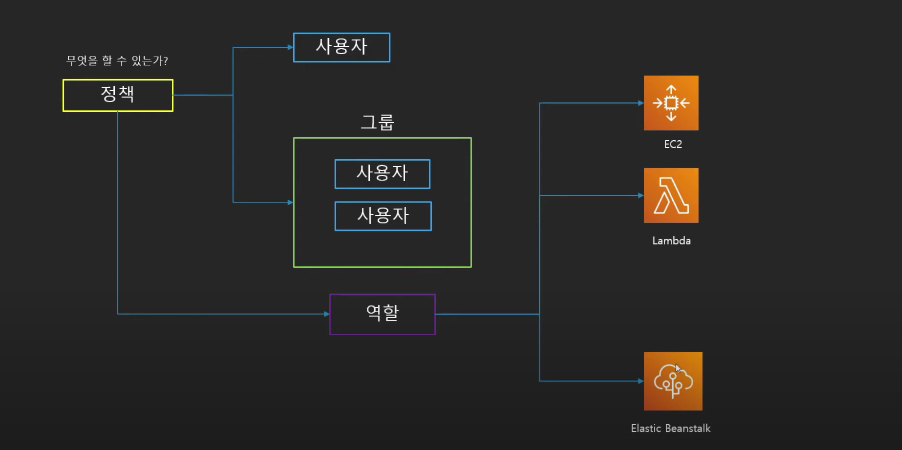 무엇을 할 수 있는가?
정책
사용자
그룹
사용자
사용자
역할
EC2
Lambda
Elastic Beanstalk